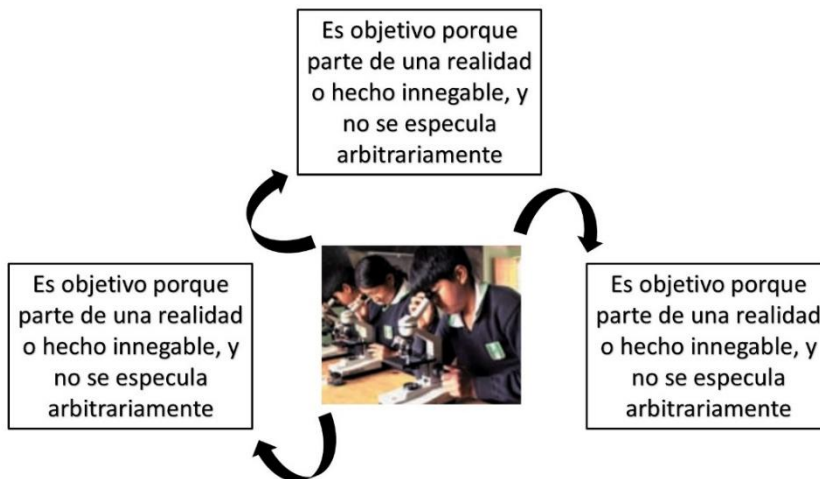 Es objetivo porque
parte de una realidad
o hecho innegable, y
no se especula
arbitrariamente
Es objetivo porque
parte de una realidad
o hecho innegable, y
no se especula
arbitrariamente
Es objetivo porque
parte de una realidad
o hecho innegable, y
no se especula
arbitrariamente